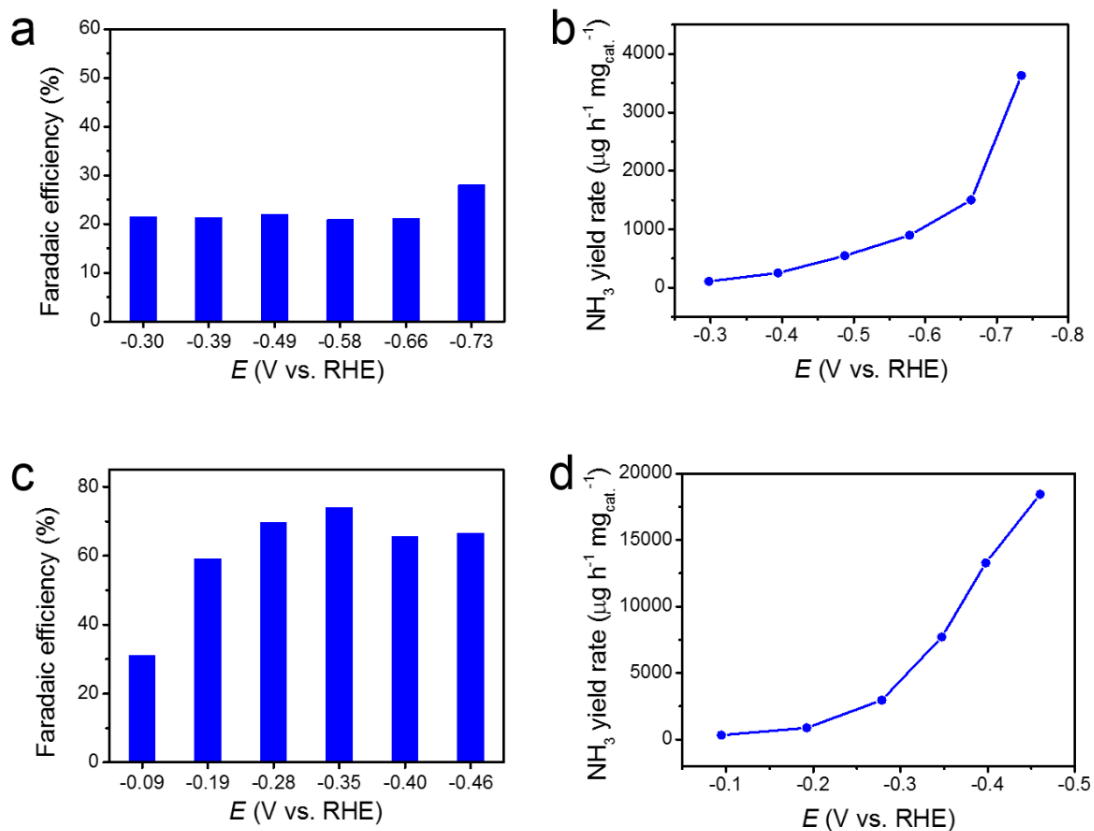 a
60
50
40
30
20
10
0
Faradaic efficiency (%)
-0.30 -0.39 -0.49 -0.58 -0.66 -0.73
E (V vs. RHE)
b
4000
3000
2000
1000
0
NH₃ yield rate (μg h⁻¹ mg_cat.⁻¹)
-0.3 -0.4 -0.5 -0.6 -0.7 -0.8
E (V vs. RHE)
c
80
60
40
20
0
Faradaic efficiency (%)
-0.09 -0.19 -0.28 -0.35 -0.40 -0.46
E (V vs. RHE)
d
20000
15000
10000
5000
0
NH₃ yield rate (μg h⁻¹ mg_cat.⁻¹)
-0.1 -0.2 -0.3 -0.4 -0.5
E (V vs. RHE)